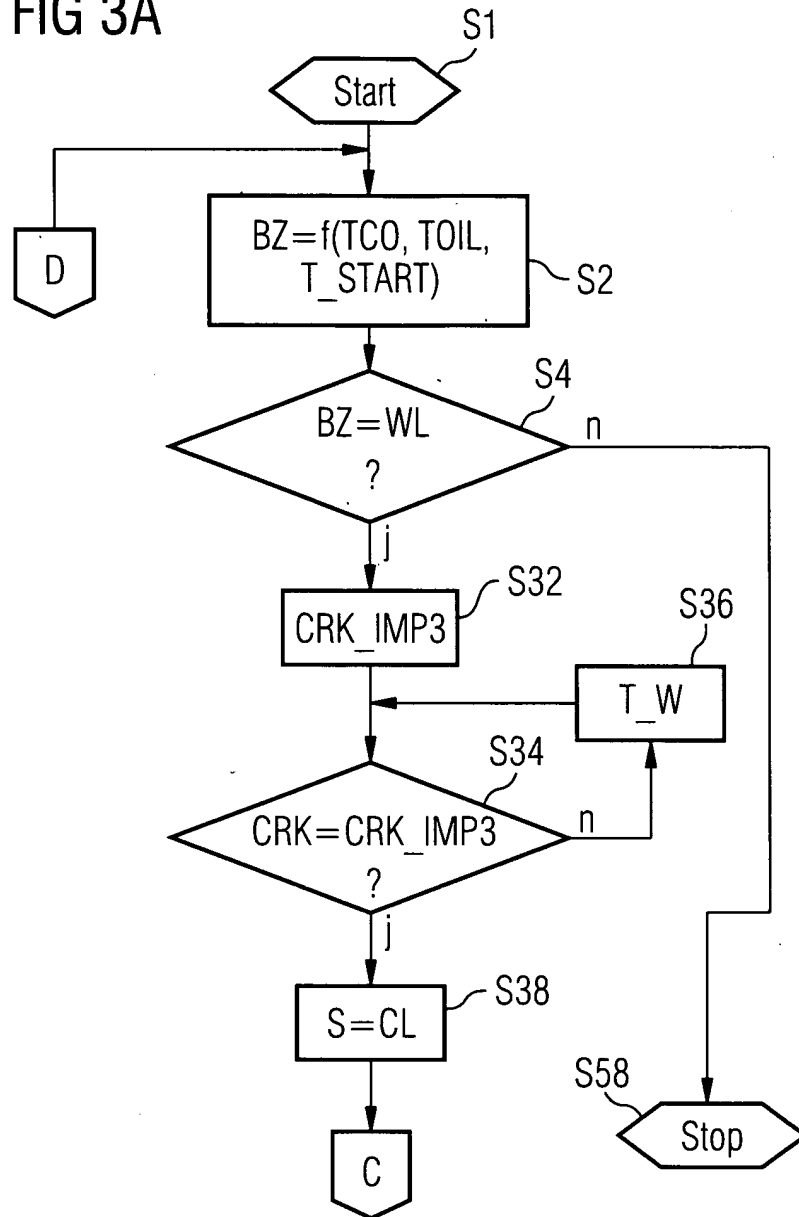 FIG 3A
S1
Start
D
BZ=f(TCO, TOIL,
T_START)
S2
S4
BZ=WL
?
n
j
S32
CRK_IMP3
S36
T_W
S34
CRK=CRK_IMP3
?
n
j
S38
S=CL
S58
Stop
C